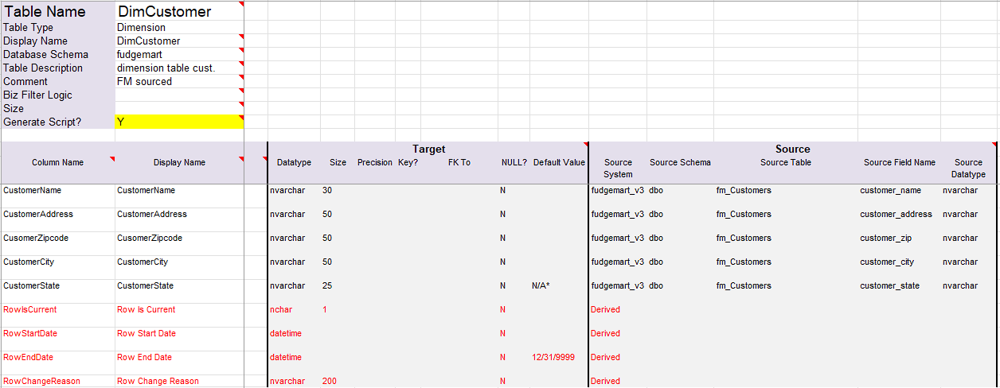 Table Name DimCustomer
Table Type Dimension
Display Name DimCustomer
Database Schema fudgemart
Table Description dimension table cust.
Comment FM sourced
Biz Filter Logic
Size
Generate Script? Y
Target Source
Column Name Display Name Datatype Size Precision Key? FK To NULL? Default Value Source System Source Schema Source Table Source Field Name Source Datatype
CustomerName CustomerName nvarchar 30 N fudgemart_v3 dbo fm_Customers customer_name nvarchar
CustomerAddress CustomerAddress nvarchar 50 N fudgemart_v3 dbo fm_Customers customer_address nvarchar
CusomerZipcode CusomerZipcode nvarchar 50 N fudgemart_v3 dbo fm_Customers customer_zip nvarchar
CustomerCity CustomerCity nvarchar 50 N fudgemart_v3 dbo fm_Customers customer_city nvarchar
CustomerState CustomerState nvarchar 25 N N/A* fudgemart_v3 dbo fm_Customers customer_state nvarchar
RowIsCurrent Row Is Current nchar 1 N Derived
RowStartDate Row Start Date datetime N Derived
RowEndDate Row End Date datetime N 12/31/9999 Derived
RowChangeReason Row Change Reason nvarchar 200 N Derived